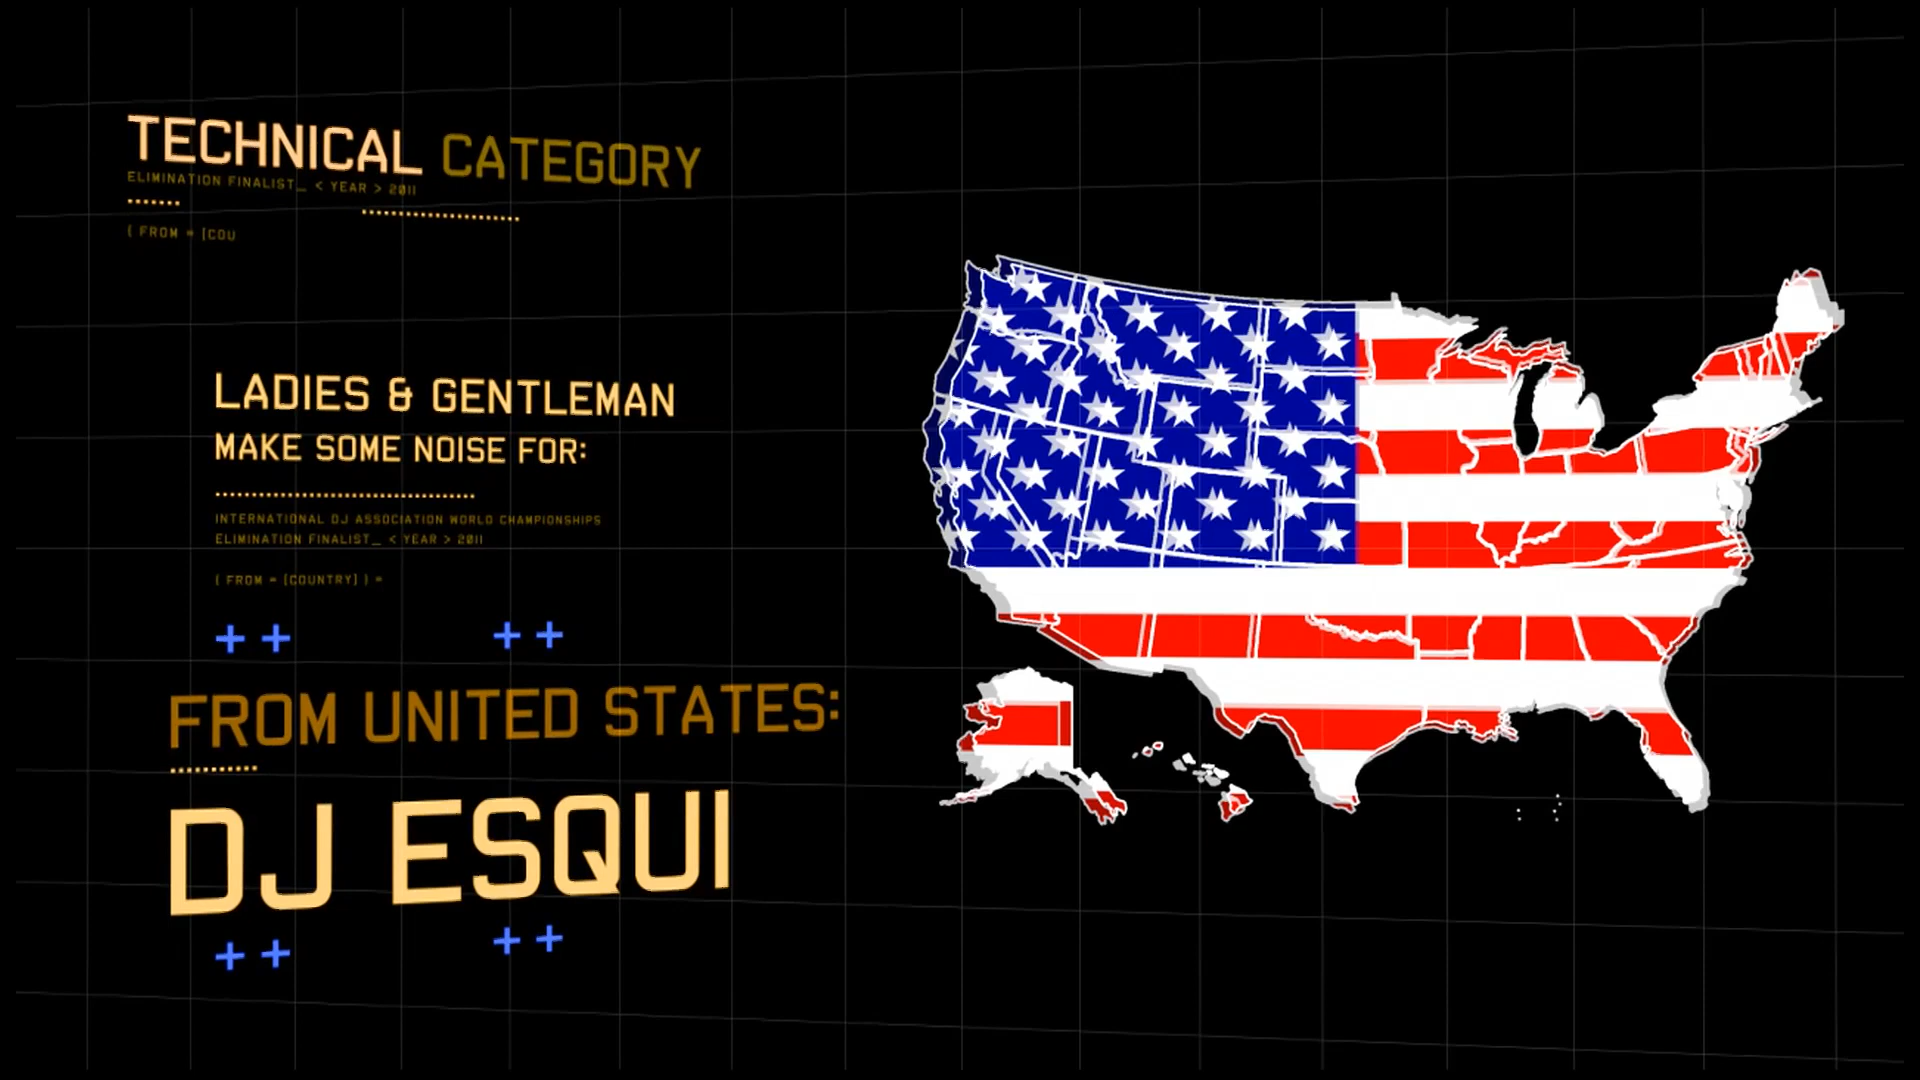 TECHNICAL CATEGORY
ELIMINATION FINALIST_ < YEAR > 2011
( FROM = [COU
LADIES & GENTLEMAN
MAKE SOME NOISE FOR:
INTERNATIONAL DJ ASSOCIATION WORLD CHAMPIONSHIPS
ELIMINATION FINALIST_ < YEAR > 2011
( FROM = [COUNTRY] ) =
++ ++
FROM UNITED STATES:
DJ ESQUI
++ ++